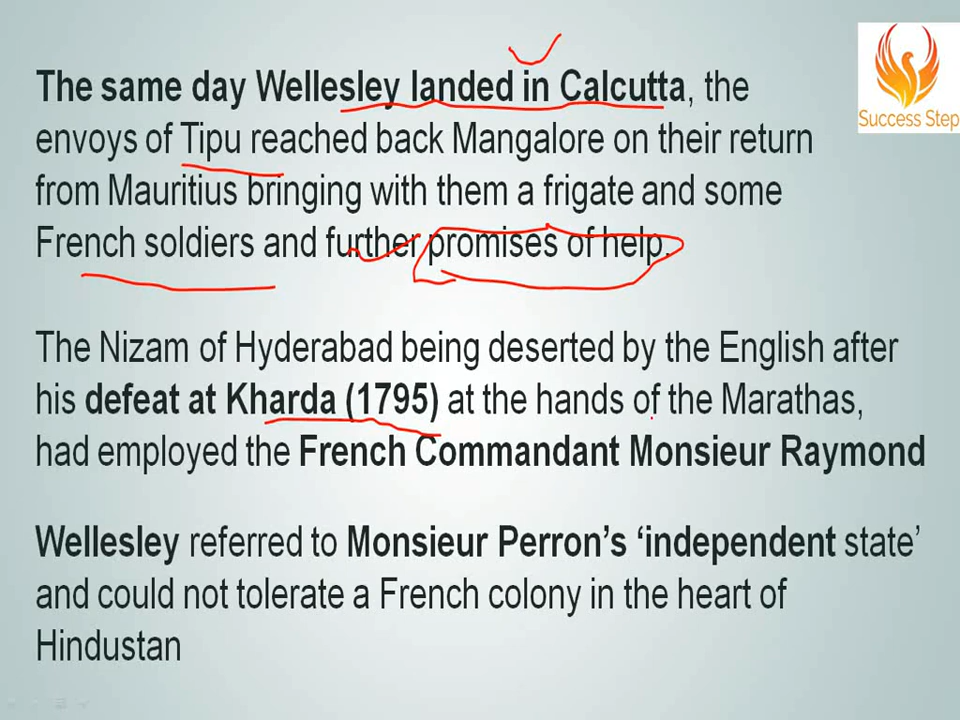 The same day Wellesley landed in Calcutta, the
envoys of Tipu reached back Mangalore on their return
from Mauritius bringing with them a frigate and some
French soldiers and further promises of help.
The Nizam of Hyderabad being deserted by the English after
his defeat at Kharda (1795) at the hands of the Marathas,
had employed the French Commandant Monsieur Raymond
Wellesley referred to Monsieur Perron's 'independent state'
and could not tolerate a French colony in the heart of
Hindustan
Success Step